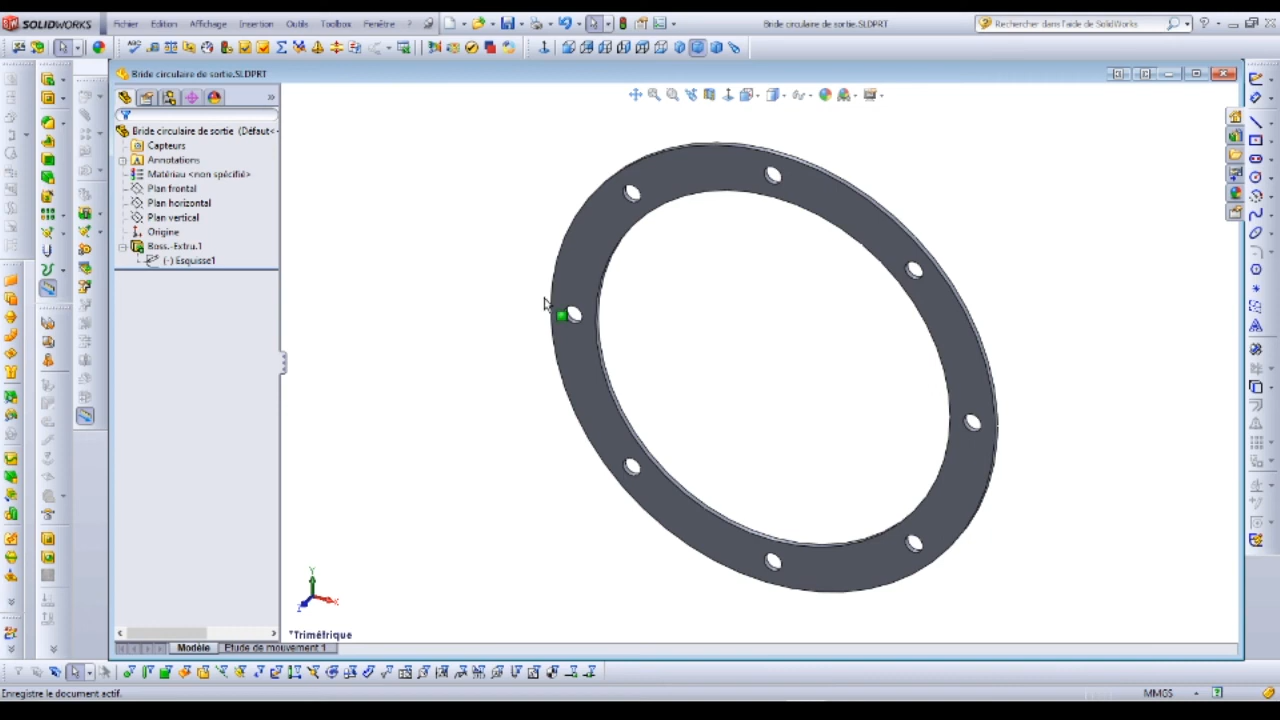 SOLIDWORKS
Fichier Edition Affichage Insertion Outils Toolbox Fenêtre ?
Bride circulaire de sortie.SLDPRT
Rechercher dans l'aide de SolidWorks
Bride circulaire de sortie.SLDPRT
Bride circulaire de sortie (Défaut<
Capteurs
Annotations
Matériau <non spécifié>
Plan frontal
Plan horizontal
Plan vertical
Origine
Boss.-Extru.1
(-) Esquisse1
Y
X
Z
*Trimétrique
Modèle Etude de mouvement 1
Enregistre le document actif.
MMGS